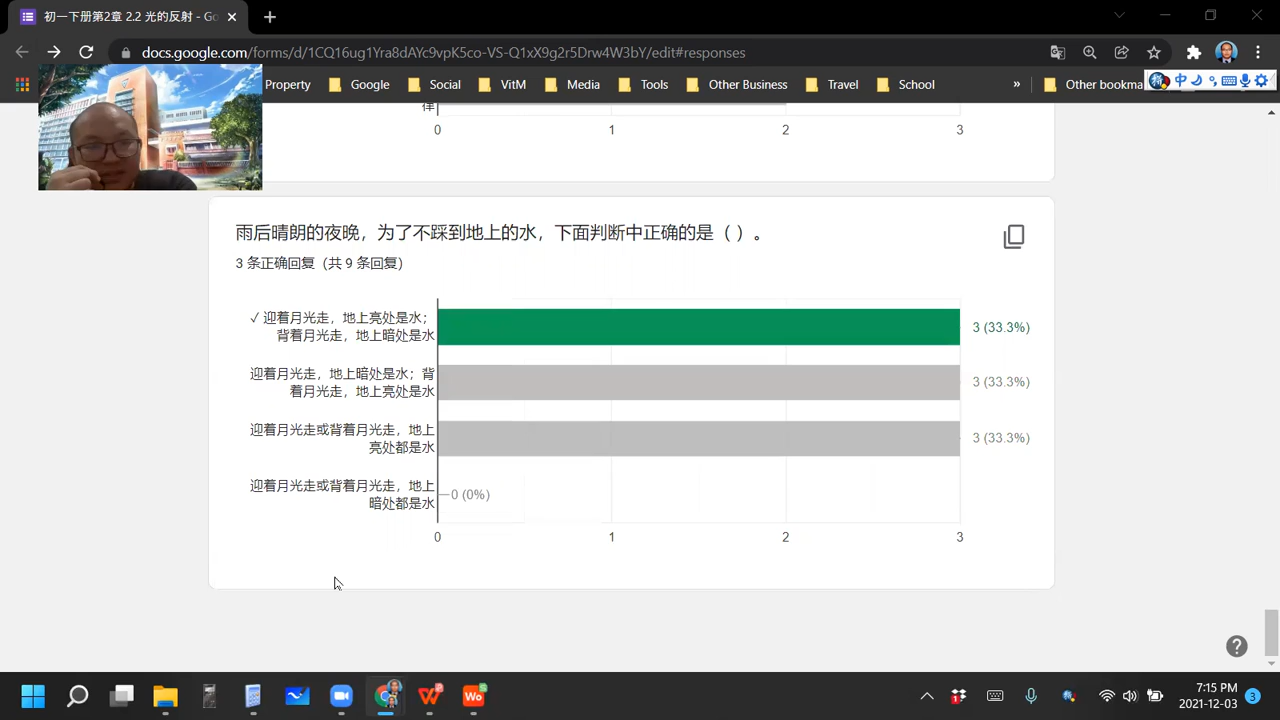 初一下册第2章 2.2 光的反射 - Go
docs.google.com/forms/d/1CQ16ug1Yra8dAYc9vpK5co-VS-Q1xX9g2r5Drw4W3bY/edit#responses
Property
Google
Social
VitM
Media
Tools
Other Business
Travel
School
»
Other bookma
中
律
0
1
2
3
雨后晴朗的夜晚，为了不踩到地上的水，下面判断中正确的是（ ）。
3 条正确回复（共 9 条回复）
✓ 迎着月光走，地上亮处是水；
背着月光走，地上暗处是水
3 (33.3%)
迎着月光走，地上暗处是水；背
着月光走，地上亮处是水
3 (33.3%)
迎着月光走或背着月光走，地上
亮处都是水
3 (33.3%)
迎着月光走或背着月光走，地上
暗处都是水
0 (0%)
0
1
2
3
7:15 PM
2021-12-03
3